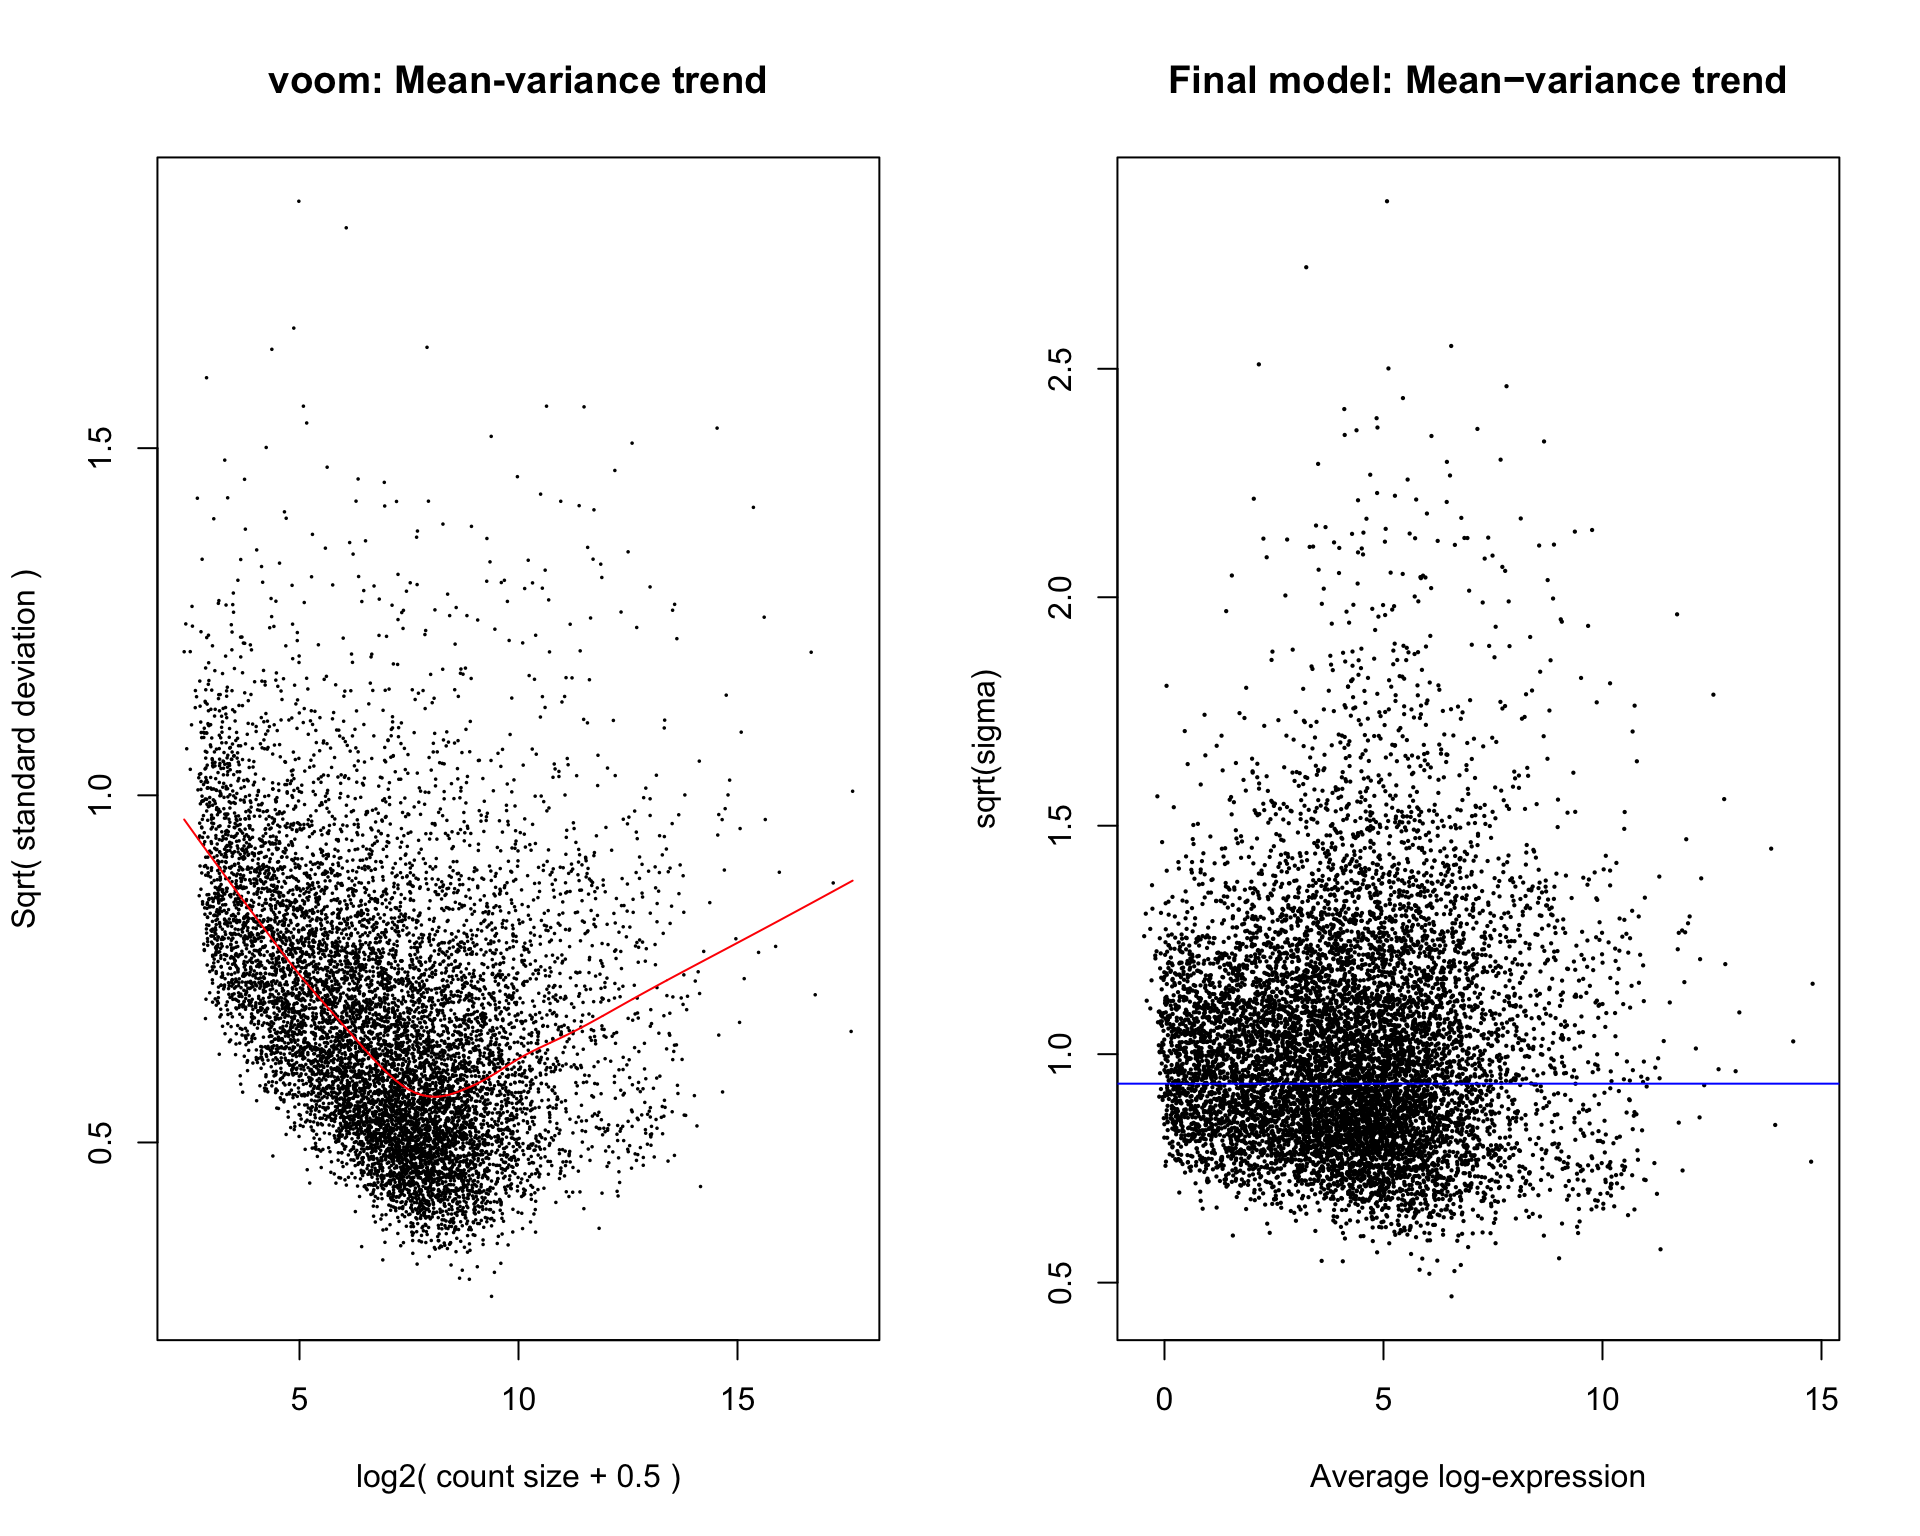 voom: Mean-variance trend
Sqrt( standard deviation )
1.5
1.0
0.5
5 10 15
log2( count size + 0.5 )
Final model: Mean−variance trend
sqrt(sigma)
2.5
2.0
1.5
1.0
0.5
0 5 10 15
Average log-expression